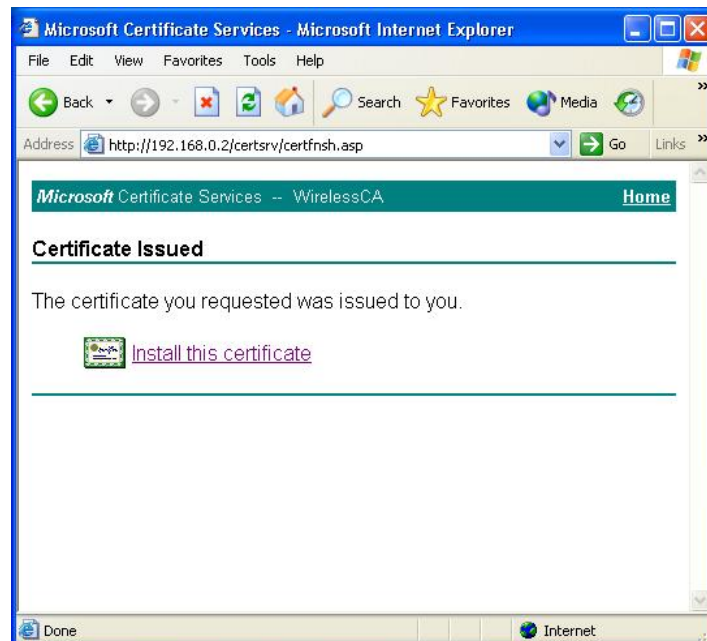 Microsoft Certificate Services - Microsoft Internet Explorer
File Edit View Favorites Tools Help
Back Search Favorites Media »
Address http://192.168.0.2/certsrv/certfnsh.asp Go Links »
Microsoft Certificate Services -- WirelessCA Home
Certificate Issued
The certificate you requested was issued to you.
Install this certificate
Done Internet